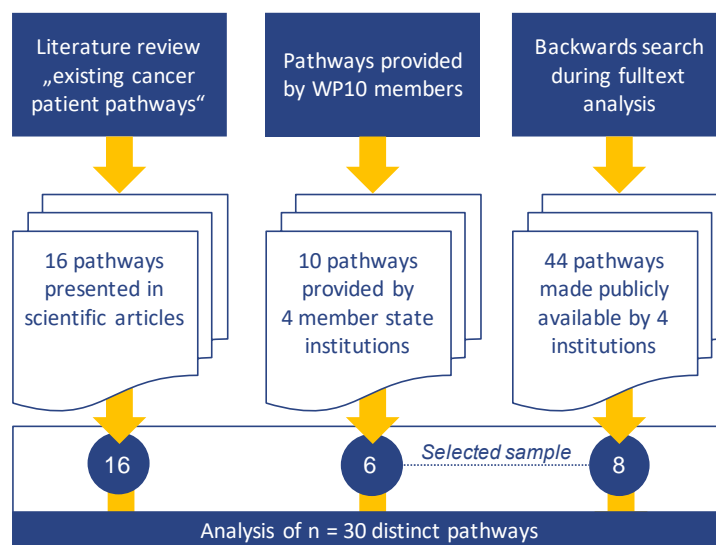 Literature review
„existing cancer
patient pathways“
Pathways provided
by WP10 members
Backwards search
during fulltext
analysis
16 pathways
presented in
scientific articles
10 pathways
provided by
4 member state
institutions
44 pathways
made publicly
available by 4
institutions
16
6
Selected sample
8
Analysis of n = 30 distinct pathways